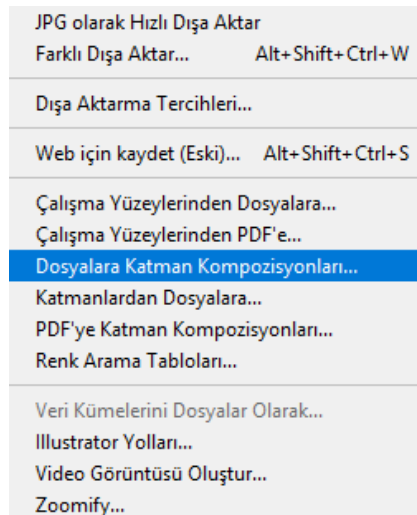 JPG olarak Hızlı Dışa Aktar
Farklı Dışa Aktar... Alt+Shift+Ctrl+W
Dışa Aktarma Tercihleri...
Web için kaydet (Eski)... Alt+Shift+Ctrl+S
Çalışma Yüzeylerinden Dosyalara...
Çalışma Yüzeylerinden PDF'e...
Dosyalara Katman Kompozisyonları...
Katmanlardan Dosyalara...
PDF'ye Katman Kompozisyonları...
Renk Arama Tabloları...
Veri Kümelerini Dosyalar Olarak...
Illustrator Yolları...
Video Görüntüsü Oluştur...
Zoomify...